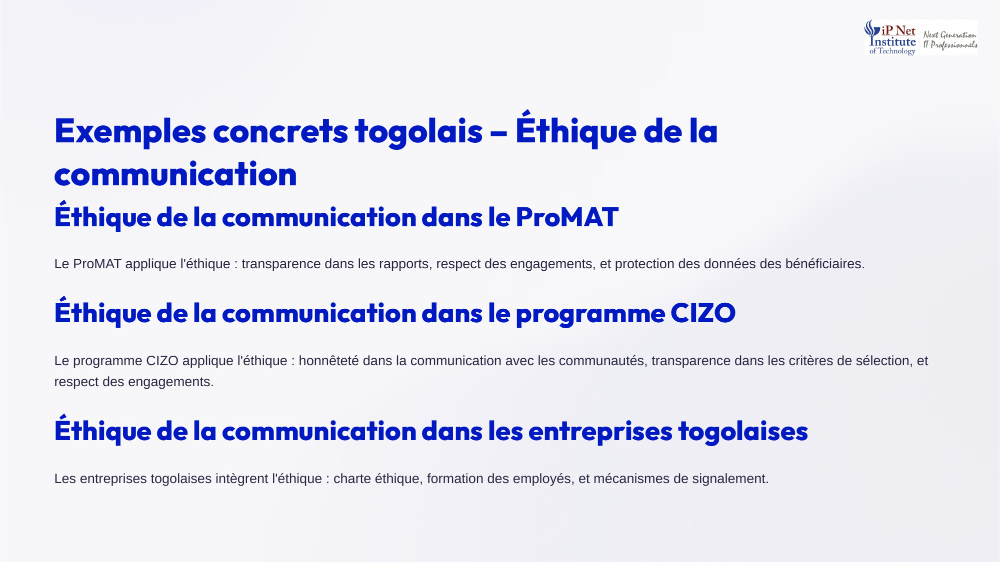 iP Net
Institute
of Technology
Next Generation
IT Professionnels
Exemples concrets togolais – Éthique de la
communication
Éthique de la communication dans le ProMAT
Le ProMAT applique l'éthique : transparence dans les rapports, respect des engagements, et protection des données des bénéficiaires.
Éthique de la communication dans le programme CIZO
Le programme CIZO applique l'éthique : honnêteté dans la communication avec les communautés, transparence dans les critères de sélection, et
respect des engagements.
Éthique de la communication dans les entreprises togolaises
Les entreprises togolaises intègrent l'éthique : charte éthique, formation des employés, et mécanismes de signalement.